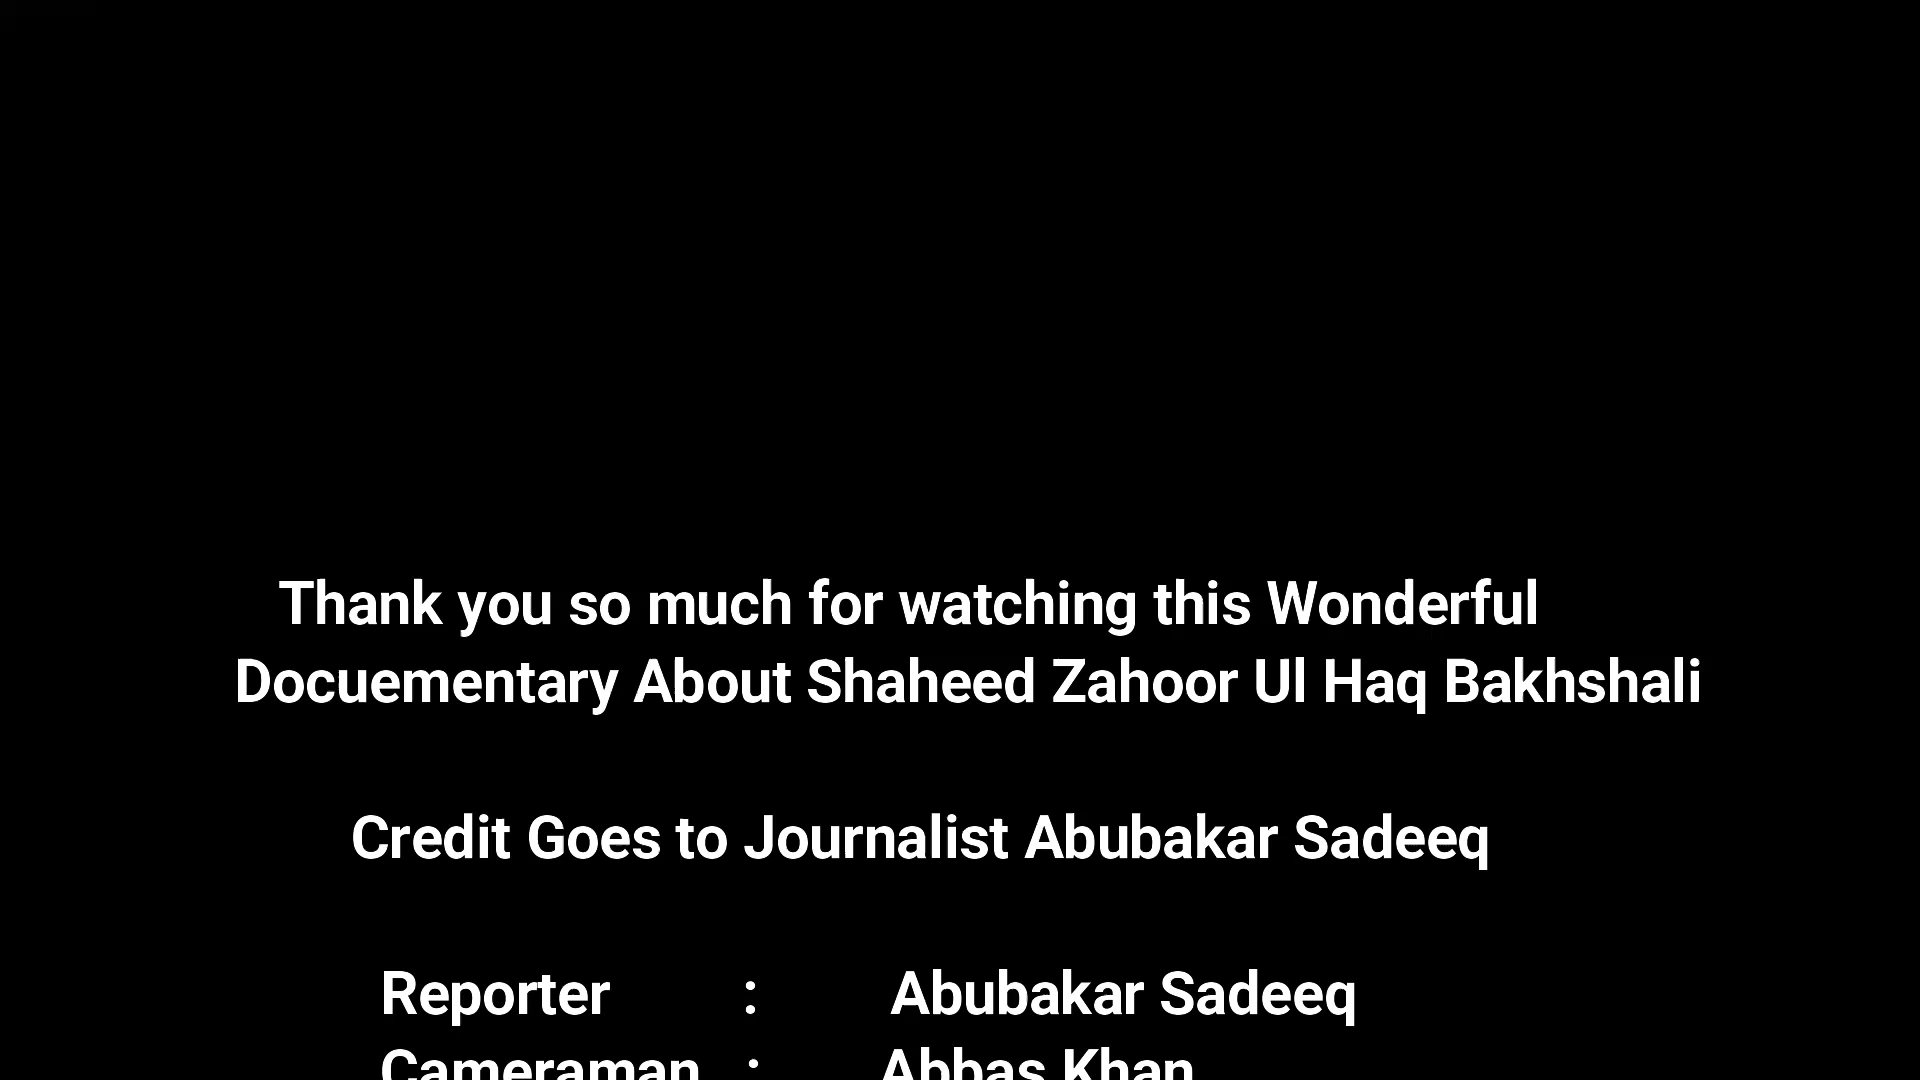 Thank you so much for watching this Wonderful
Docuementary About Shaheed Zahoor Ul Haq Bakhshali
Credit Goes to Journalist Abubakar Sadeeq
Reporter : Abubakar Sadeeq
Cameraman : Abbas Khan